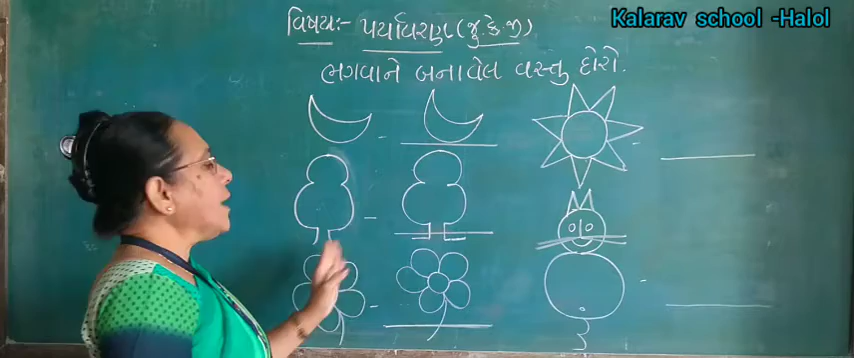 Kalarav school -Halol
વિષય:- પર્યાવરણ (જુ.કે.જી)
ભગવાને બનાવેલ વસ્તુ દોરો.